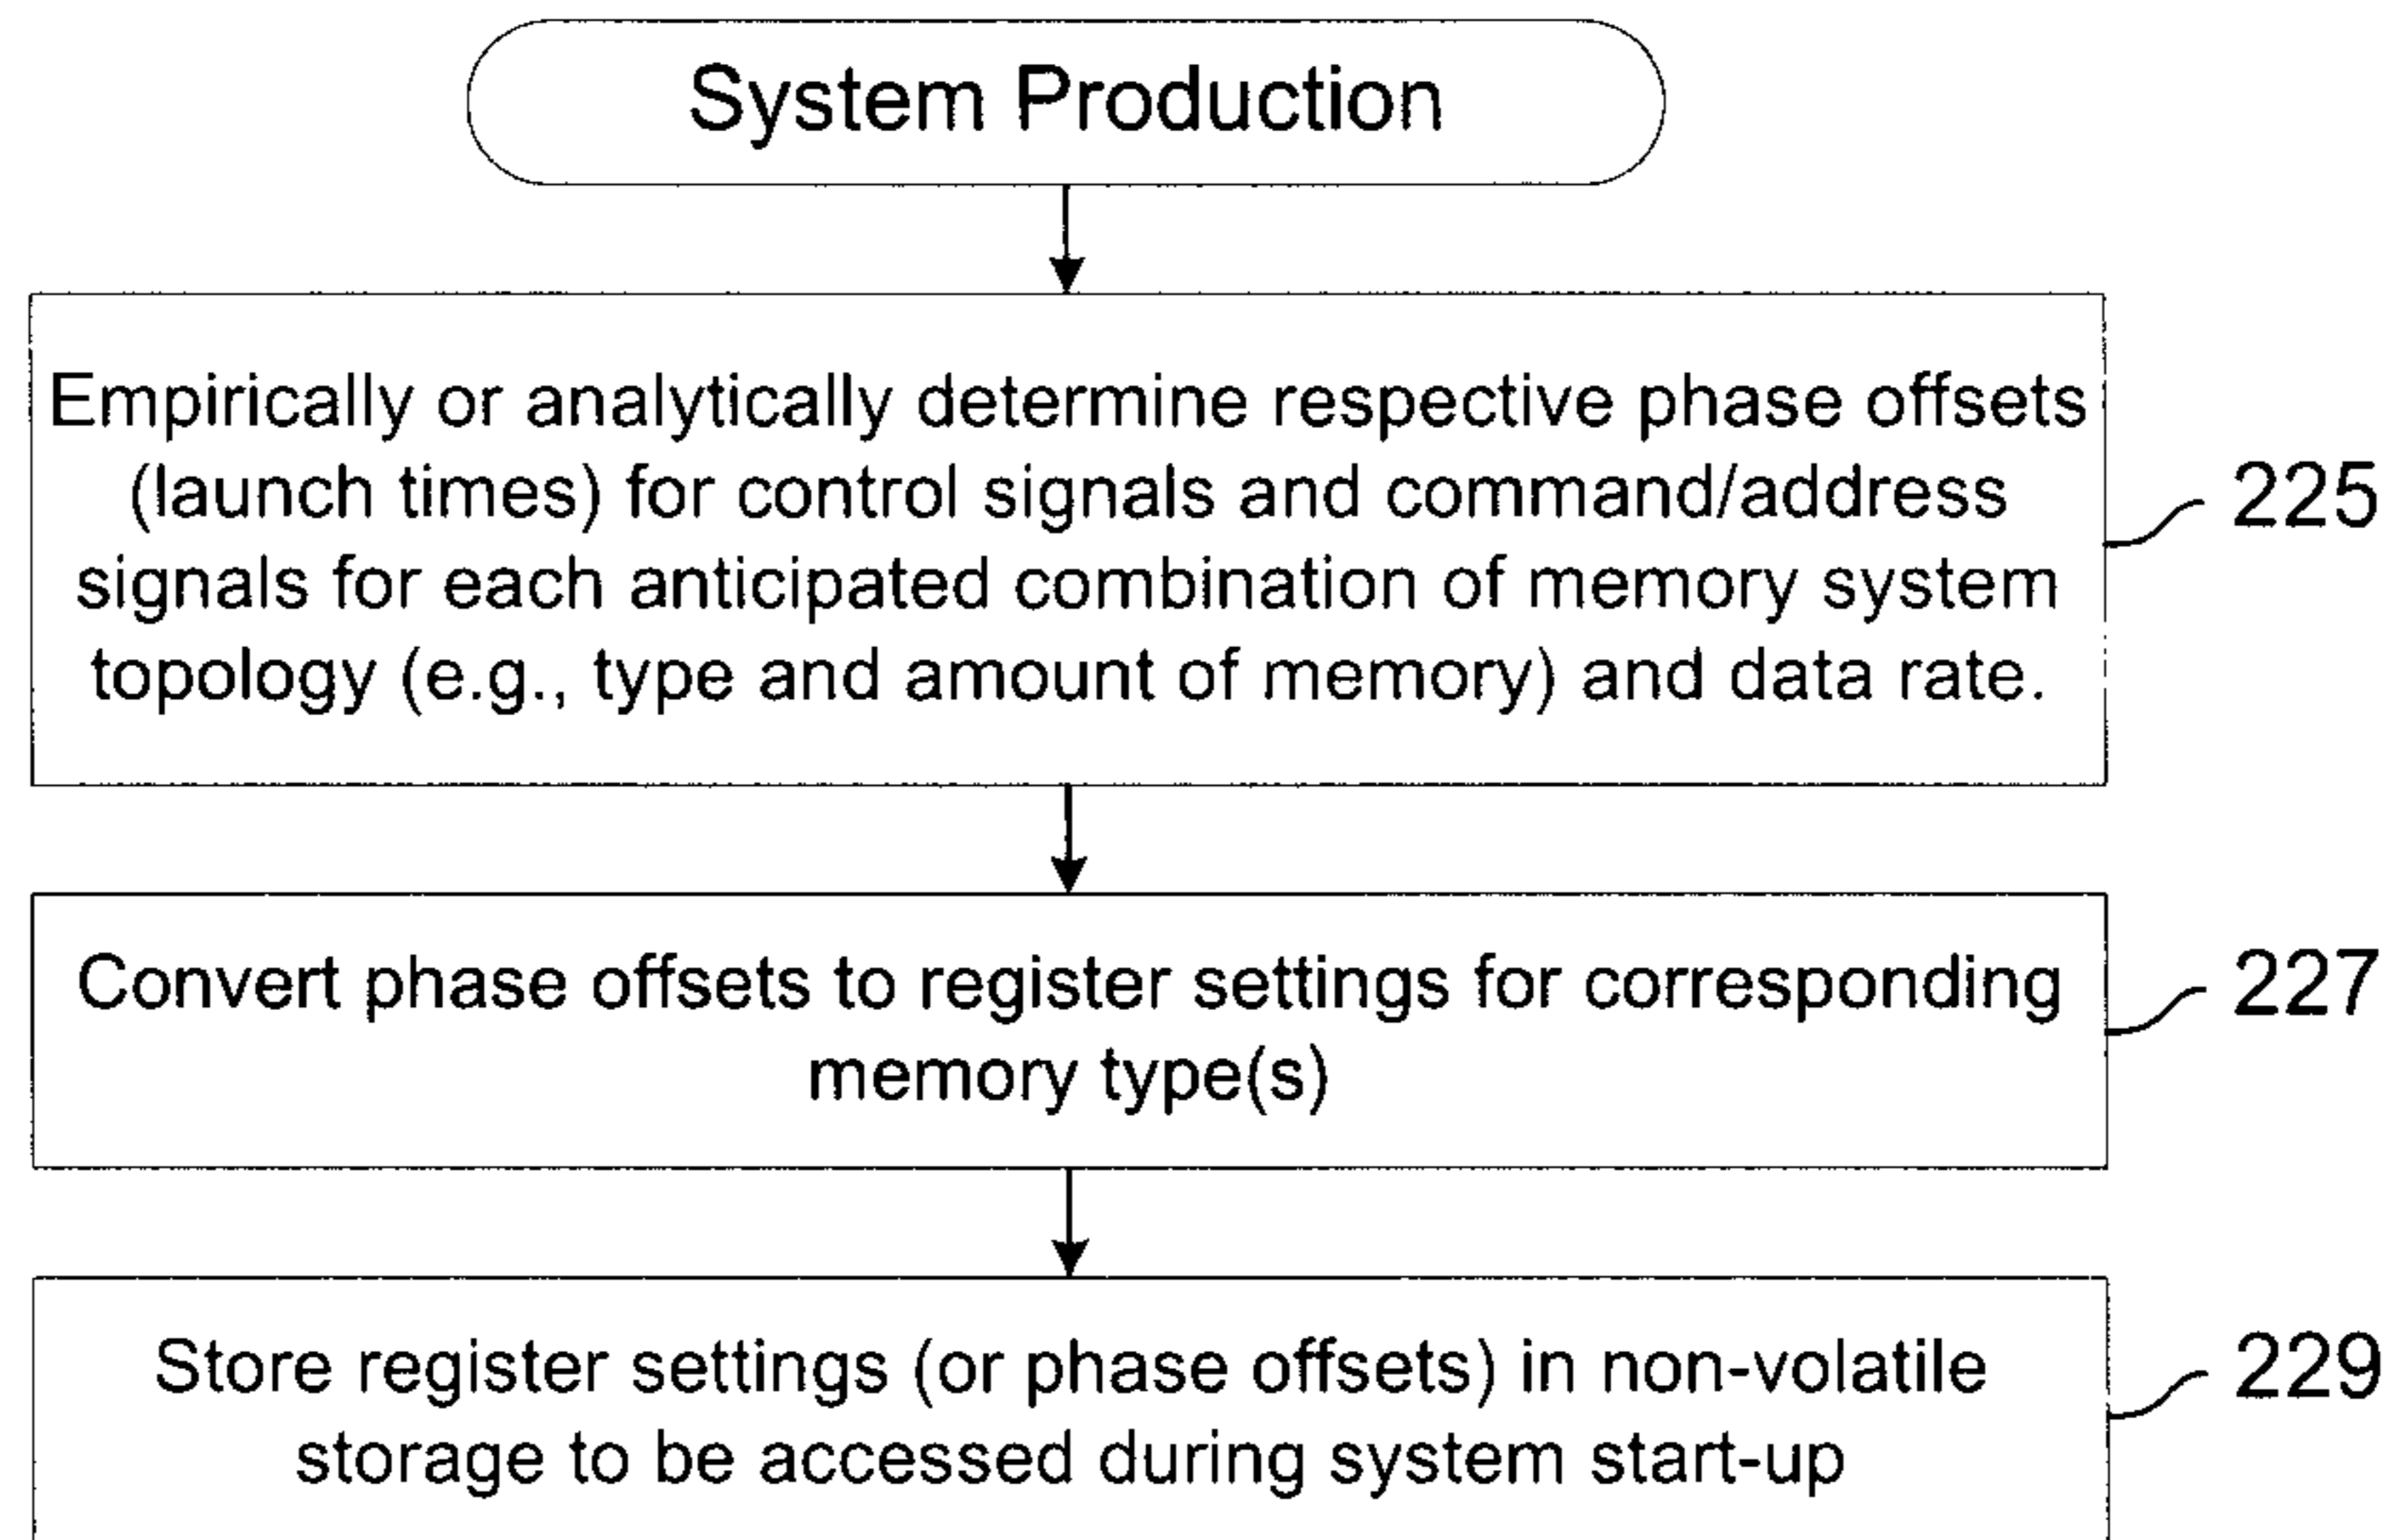 System Production
Empirically or analytically determine respective phase offsets
(launch times) for control signals and command/address
signals for each anticipated combination of memory system
topology (e.g., type and amount of memory) and data rate.
225
Convert phase offsets to register settings for corresponding
memory type(s)
227
Store register settings (or phase offsets) in non-volatile
storage to be accessed during system start-up
229